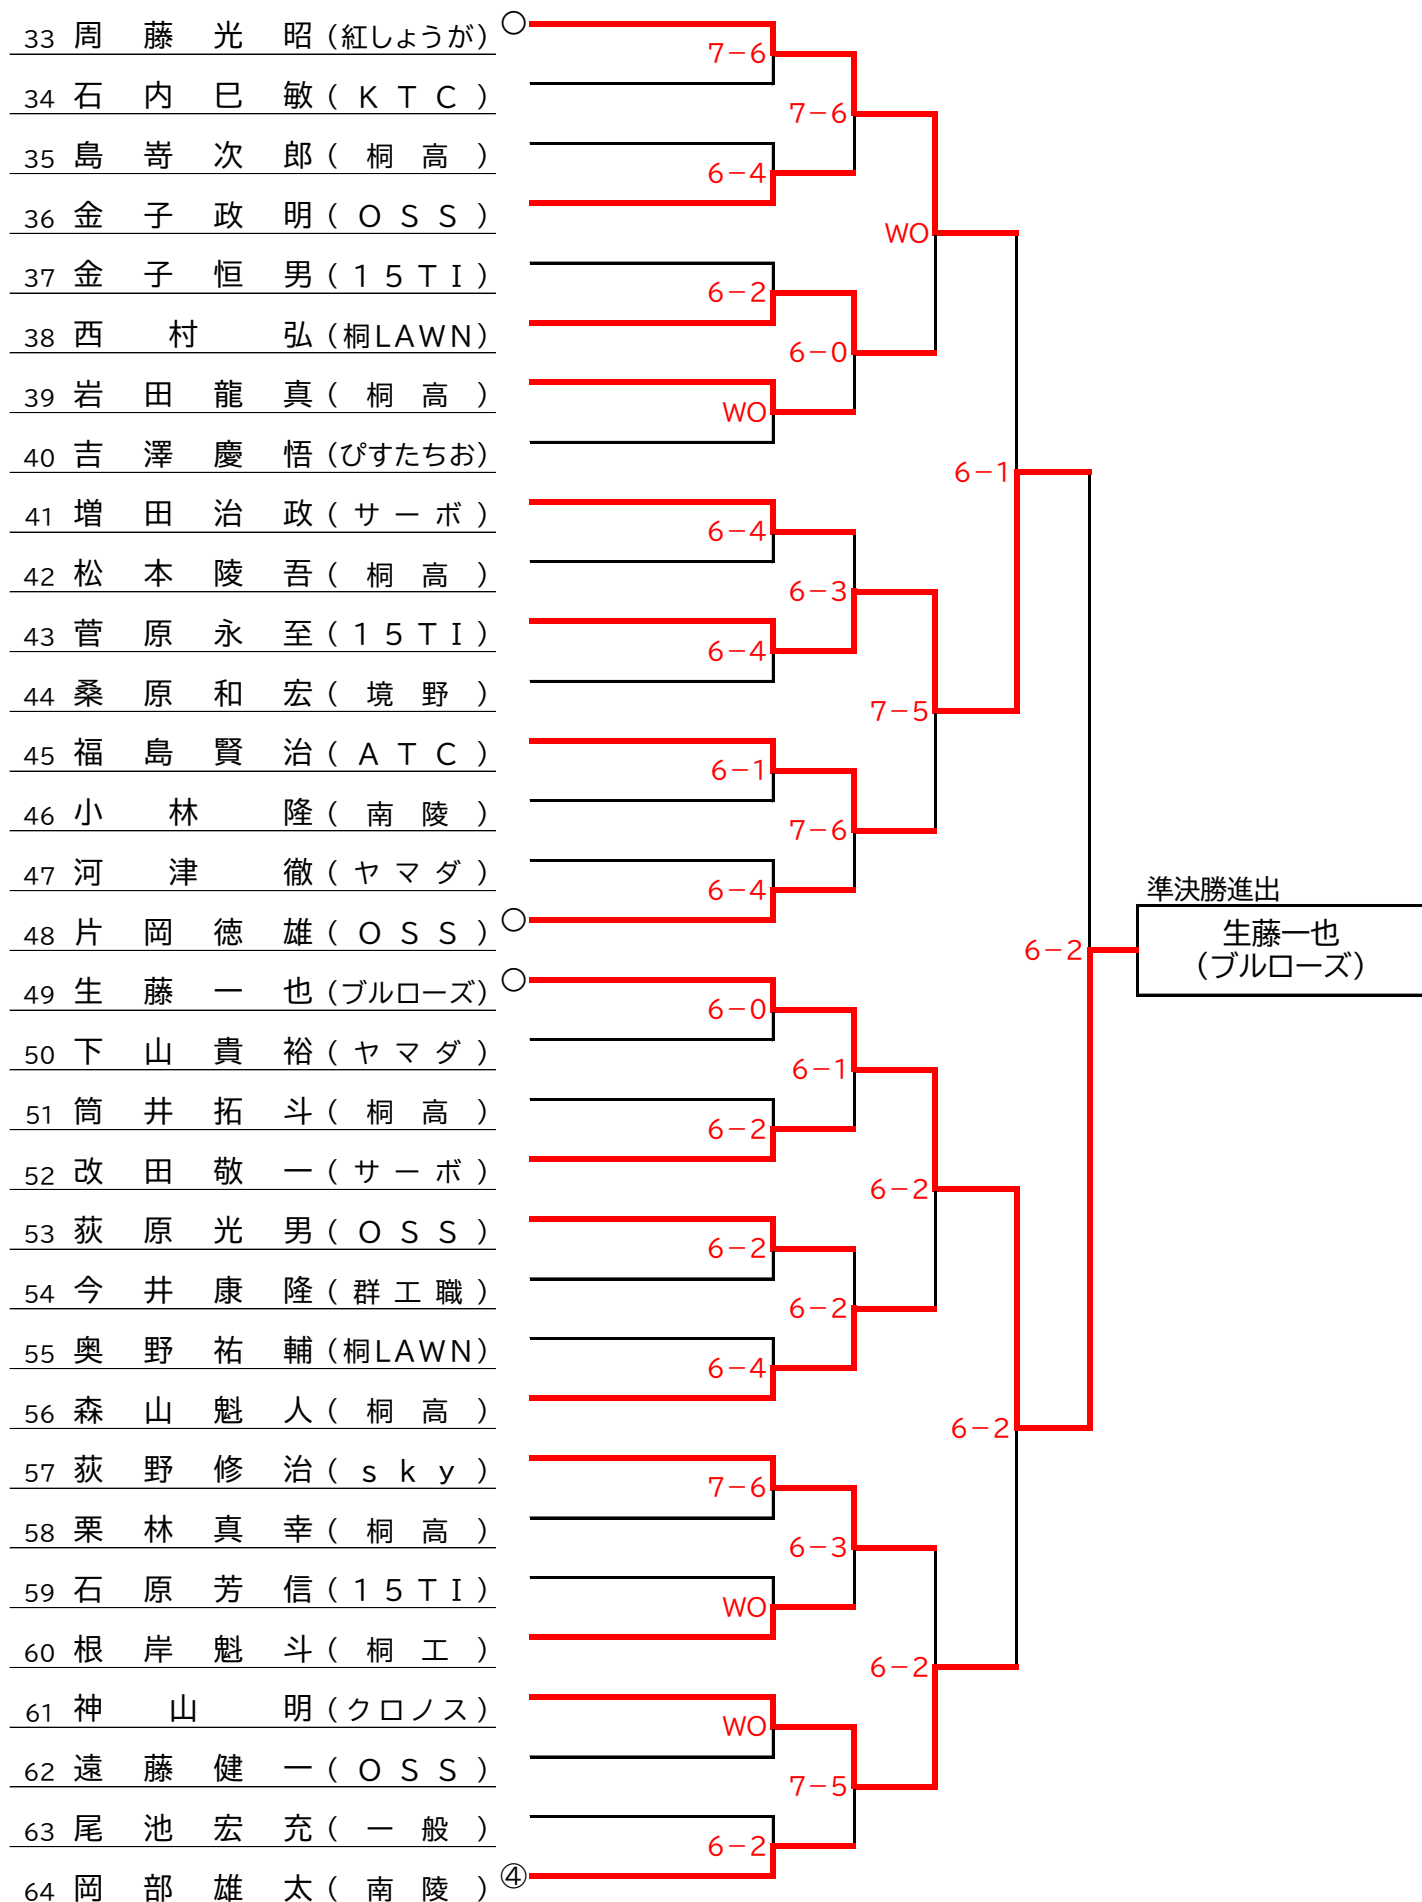 33 周藤光昭(紅しょうが) ○
7-6
34 石内巳敏(KTC)
7-6
35 島嵜次郎(桐高)
6-4
36 金子政明(OSS)
WO
37 金子恒男(15TI)
6-2
38 西村弘(桐LAWN)
6-0
39 岩田龍真(桐高)
WO
40 吉澤慶悟(ぴすたちお)
6-1
41 増田治政(サーボ)
6-4
42 松本陵吾(桐高)
6-3
43 菅原永至(15TI)
6-4
44 桑原和宏(境野)
7-5
45 福島賢治(ATC)
6-1
46 小林隆(南陵)
7-6
47 河津徹(ヤマダ)
6-4
48 片岡徳雄(OSS) ○
6-2
準決勝進出
生藤一也
(ブルローズ)
49 生藤一也(ブルローズ) ○
6-0
50 下山貴裕(ヤマダ)
6-1
51 筒井拓斗(桐高)
6-2
52 改田敬一(サーボ)
6-2
53 荻原光男(OSS)
6-2
54 今井康隆(群工職)
6-2
55 奥野祐輔(桐LAWN)
6-4
56 森山魁人(桐高)
6-2
57 荻野修治(sky)
7-6
58 栗林真幸(桐高)
6-3
59 石原芳信(15TI)
WO
60 根岸魁斗(桐工)
6-2
61 神山明(クロノス)
WO
62 遠藤健一(OSS)
7-5
63 尾池宏充(一般)
6-2
64 岡部雄太(南陵) ④